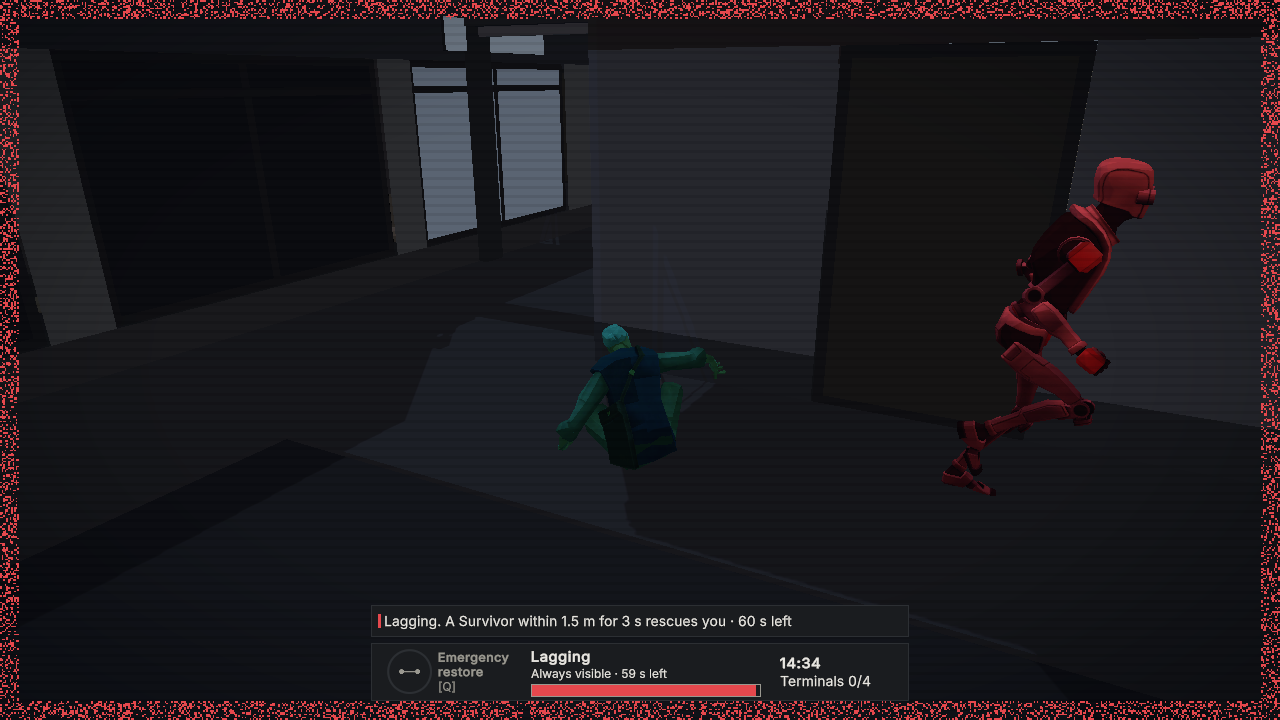 Lagging. A Survivor within 1.5 m for 3 s rescues you · 60 s left
Emergency
restore
[Q]
Lagging
Always visible · 59 s left
14:34
Terminals 0/4